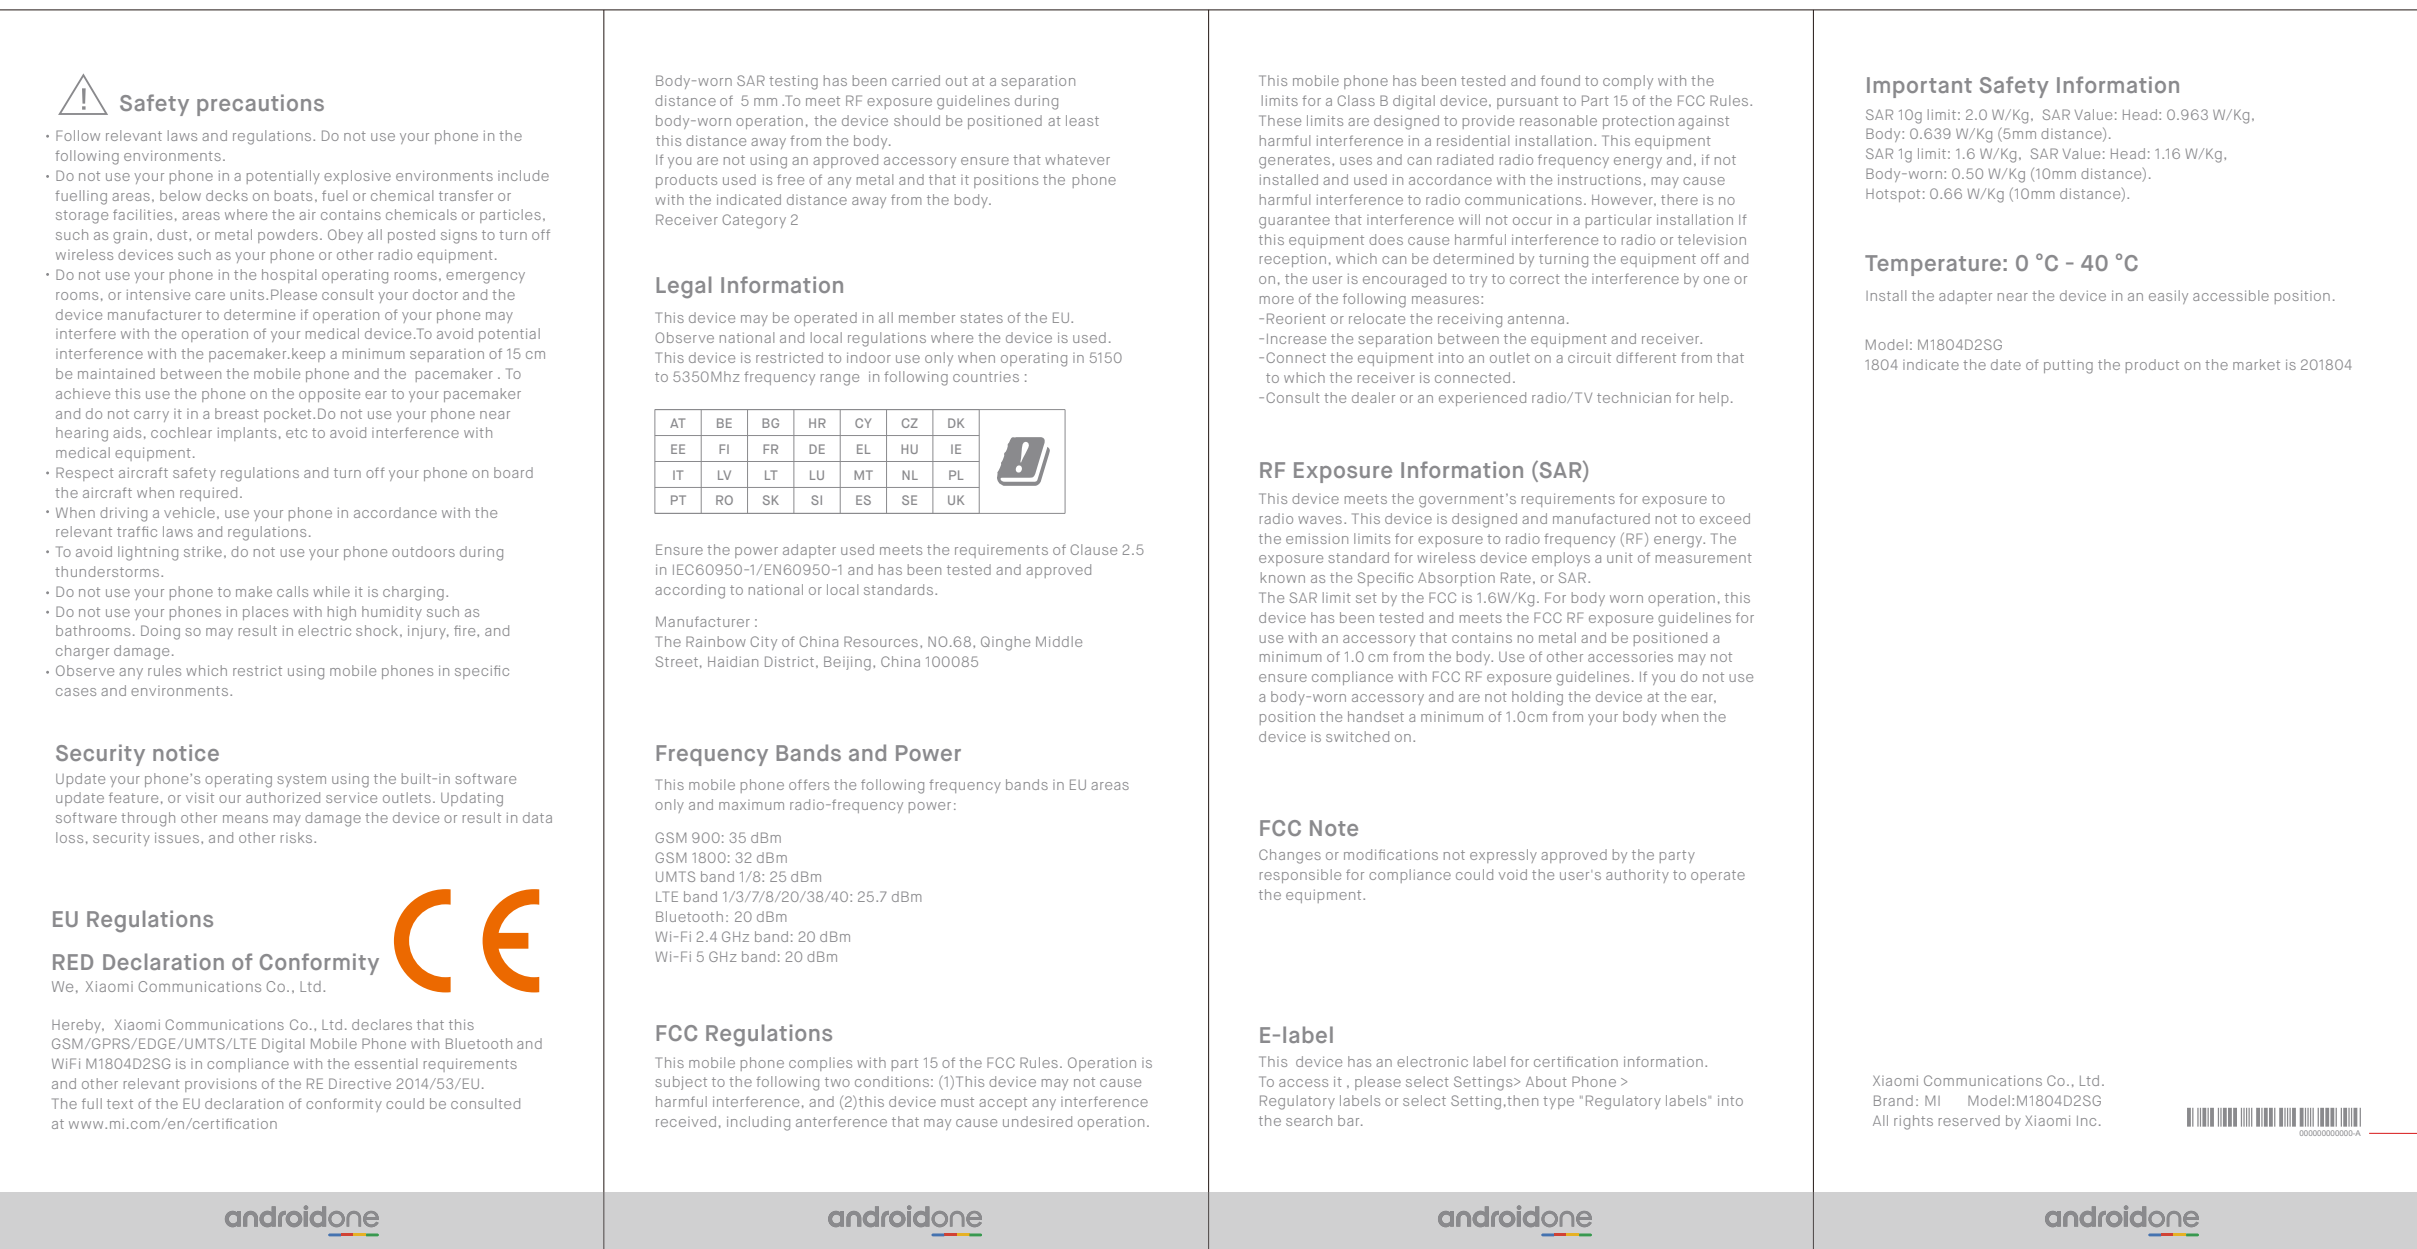 Safety precautions
• Follow relevant laws and regulations. Do not use your phone in the
following environments.
• Do not use your phone in a potentially explosive environments include
fuelling areas, below decks on boats, fuel or chemical transfer or
storage facilities, areas where the air contains chemicals or particles,
such as grain, dust, or metal powders. Obey all posted signs to turn off
wireless devices such as your phone or other radio equipment.
• Do not use your phone in the hospital operating rooms, emergency
rooms, or intensive care units.Please consult your doctor and the
device manufacturer to determine if operation of your phone may
interfere with the operation of your medical device.To avoid potential
interference with the pacemaker.keep a minimum separation of 15 cm
be maintained between the mobile phone and the pacemaker . To
achieve this use the phone on the opposite ear to your pacemaker
and do not carry it in a breast pocket.Do not use your phone near
hearing aids, cochlear implants, etc to avoid interference with
medical equipment.
• Respect aircraft safety regulations and turn off your phone on board
the aircraft when required.
• When driving a vehicle, use your phone in accordance with the
relevant traffic laws and regulations.
• To avoid lightning strike, do not use your phone outdoors during
thunderstorms.
• Do not use your phone to make calls while it is charging.
• Do not use your phones in places with high humidity such as
bathrooms. Doing so may result in electric shock, injury, fire, and
charger damage.
• Observe any rules which restrict using mobile phones in specific
cases and environments.
Security notice
Update your phone's operating system using the built-in software
update feature, or visit our authorized service outlets. Updating
software through other means may damage the device or result in data
loss, security issues, and other risks.
EU Regulations
RED Declaration of Conformity
CE
We, Xiaomi Communications Co., Ltd.
Hereby, Xiaomi Communications Co., Ltd. declares that this
GSM/GPRS/EDGE/UMTS/LTE Digital Mobile Phone with Bluetooth and
WiFi M1804D2SG is in compliance with the essential requirements
and other relevant provisions of the RE Directive 2014/53/EU.
The full text of the EU declaration of conformity could be consulted
at www.mi.com/en/certification
androidone
Body-worn SAR testing has been carried out at a separation
distance of 5 mm .To meet RF exposure guidelines during
body-worn operation, the device should be positioned at least
this distance away from the body.
If you are not using an approved accessory ensure that whatever
products used is free of any metal and that it positions the phone
with the indicated distance away from the body.
Receiver Category 2
Legal Information
This device may be operated in all member states of the EU.
Observe national and local regulations where the device is used.
This device is restricted to indoor use only when operating in 5150
to 5350Mhz frequency range in following countries :
AT BE BG HR CY CZ DK
EE FI FR DE EL HU IE
IT LV LT LU MT NL PL
PT RO SK SI ES SE UK
Ensure the power adapter used meets the requirements of Clause 2.5
in IEC60950-1/EN60950-1 and has been tested and approved
according to national or local standards.
Manufacturer :
The Rainbow City of China Resources, NO.68, Qinghe Middle
Street, Haidian District, Beijing, China 100085
Frequency Bands and Power
This mobile phone offers the following frequency bands in EU areas
only and maximum radio-frequency power:
GSM 900: 35 dBm
GSM 1800: 32 dBm
UMTS band 1/8: 25 dBm
LTE band 1/3/7/8/20/38/40: 25.7 dBm
Bluetooth: 20 dBm
Wi-Fi 2.4 GHz band: 20 dBm
Wi-Fi 5 GHz band: 20 dBm
FCC Regulations
This mobile phone complies with part 15 of the FCC Rules. Operation is
subject to the following two conditions: (1)This device may not cause
harmful interference, and (2)this device must accept any interference
received, including anterference that may cause undesired operation.
androidone
This mobile phone has been tested and found to comply with the
limits for a Class B digital device, pursuant to Part 15 of the FCC Rules.
These limits are designed to provide reasonable protection against
harmful interference in a residential installation. This equipment
generates, uses and can radiated radio frequency energy and, if not
installed and used in accordance with the instructions, may cause
harmful interference to radio communications. However, there is no
guarantee that interference will not occur in a particular installation If
this equipment does cause harmful interference to radio or television
reception, which can be determined by turning the equipment off and
on, the user is encouraged to try to correct the interference by one or
more of the following measures:
-Reorient or relocate the receiving antenna.
-Increase the separation between the equipment and receiver.
-Connect the equipment into an outlet on a circuit different from that
to which the receiver is connected.
-Consult the dealer or an experienced radio/TV technician for help.
RF Exposure Information (SAR)
This device meets the government's requirements for exposure to
radio waves. This device is designed and manufactured not to exceed
the emission limits for exposure to radio frequency (RF) energy. The
exposure standard for wireless device employs a unit of measurement
known as the Specific Absorption Rate, or SAR.
The SAR limit set by the FCC is 1.6W/Kg. For body worn operation, this
device has been tested and meets the FCC RF exposure guidelines for
use with an accessory that contains no metal and be positioned a
minimum of 1.0 cm from the body. Use of other accessories may not
ensure compliance with FCC RF exposure guidelines. If you do not use
a body-worn accessory and are not holding the device at the ear,
position the handset a minimum of 1.0cm from your body when the
device is switched on.
FCC Note
Changes or modifications not expressly approved by the party
responsible for compliance could void the user's authority to operate
the equipment.
E-label
This device has an electronic label for certification information.
To access it , please select Settings> About Phone >
Regulatory labels or select Setting,then type "Regulatory labels" into
the search bar.
androidone
Important Safety Information
SAR 10g limit: 2.0 W/Kg, SAR Value: Head: 0.963 W/Kg,
Body: 0.639 W/Kg (5mm distance).
SAR 1g limit: 1.6 W/Kg, SAR Value: Head: 1.16 W/Kg,
Body-worn: 0.50 W/Kg (10mm distance).
Hotspot: 0.66 W/Kg (10mm distance).
Temperature: 0 °C - 40 °C
Install the adapter near the device in an easily accessible position.
Model: M1804D2SG
1804 indicate the date of putting the product on the market is 201804
Xiaomi Communications Co., Ltd.
Brand: MI Model:M1804D2SG
All rights reserved by Xiaomi Inc.
000000000000-A
androidone